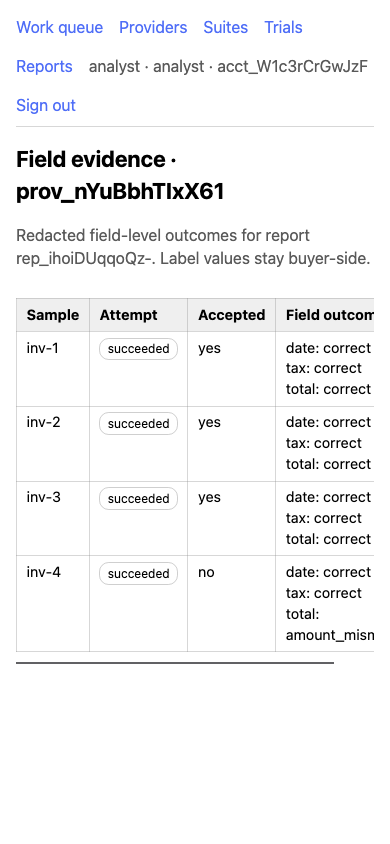 Work queue Providers Suites Trials
Reports analyst · analyst · acct_W1c3rCrGwJzF
Sign out
Field evidence ·
prov_nYuBbhTIxX61
Redacted field-level outcomes for report
rep_ihoiDUqqoQz-. Label values stay buyer-side.
Sample Attempt Accepted Field outcom
inv-1 succeeded yes date: correct
tax: correct
total: correct
inv-2 succeeded yes date: correct
tax: correct
total: correct
inv-3 succeeded yes date: correct
tax: correct
total: correct
inv-4 succeeded no date: correct
tax: correct
total:
amount_misn